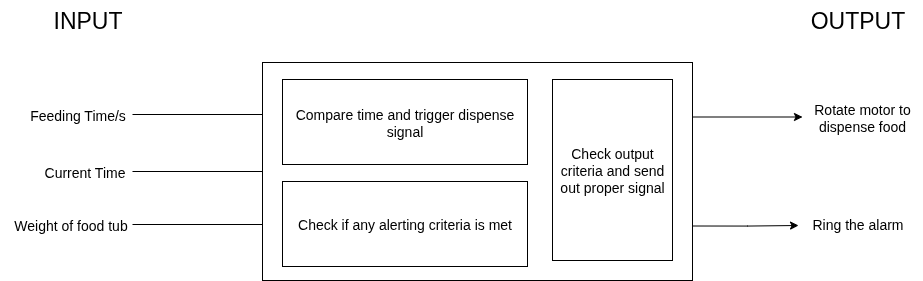 INPUT
OUTPUT
Feeding Time/s
Current Time
Weight of food tub
Compare time and trigger dispense
signal
Check if any alerting criteria is met
Check output
criteria and send
out proper signal
Rotate motor to
dispense food
Ring the alarm